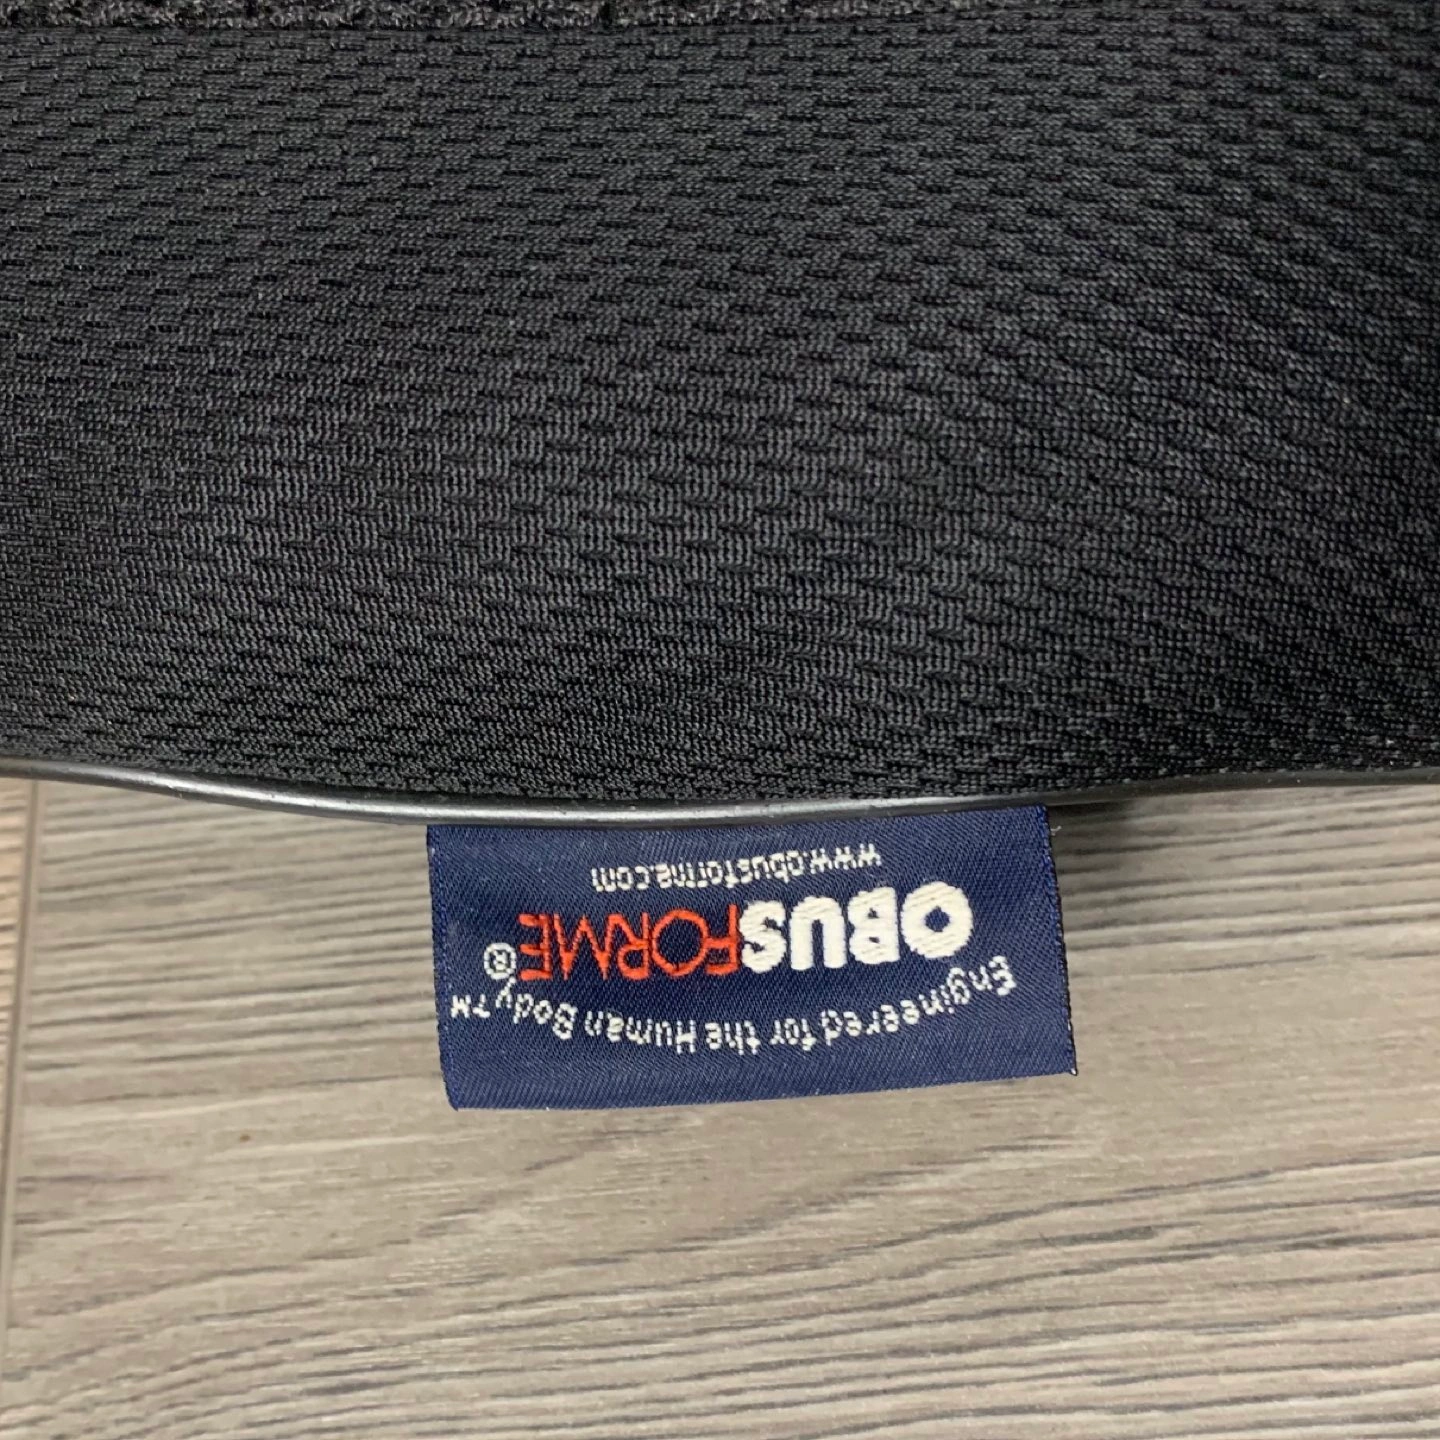 Engineered for the Human Body™
OBUSFORME®
www.obusforme.com